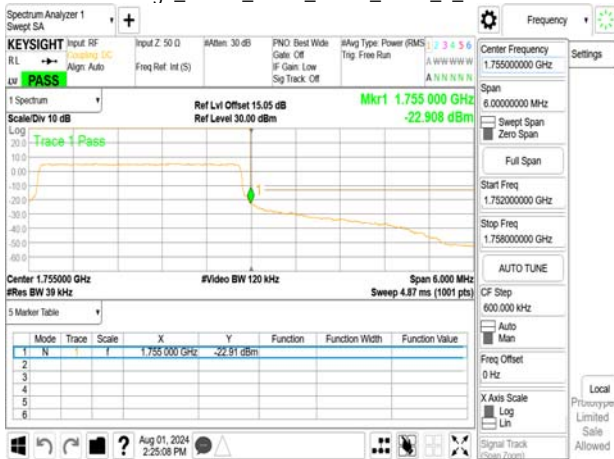 Spectrum Analyzer 1
Swept SA
+
Frequency
KEYSIGHT Input: RF
RL
Coupling: DC
Align: Auto
LV PASS
Input Z: 50 Ω
Freq Ref: Int (S)
#Atten: 30 dB
PNO: Best Wide
Gate: Off
IF Gain: Low
Sig Track: Off
#Avg Type: Power (RMS
Trig: Free Run
1 2 3 4 5 6
A WW WW W
A N N N N N
1 Spectrum
Scale/Div 10 dB
Ref Lvl Offset 15.05 dB
Ref Level 30.00 dBm
Mkr1 1.755 000 GHz
-22.908 dBm
Log
Trace 1 Pass
20.0
10.0
0.00
-10.0
-20.0
-30.0
-40.0
-50.0
-60.0
1
Center 1.755000 GHz
#Res BW 39 kHz
#Video BW 120 kHz
Span 6.000 MHz
Sweep 4.87 ms (1001 pts)
5 Marker Table
Mode Trace Scale X Y Function Function Width Function Value
1 N 1 f 1.755 000 GHz -22.91 dBm
2
3
4
5
6
?
Aug 01, 2024
2:25:08 PM
Center Frequency
1.755000000 GHz
Settings
Span
6.00000000 MHz
Swept Span
Zero Span
Full Span
Start Freq
1.752000000 GHz
Stop Freq
1.758000000 GHz
AUTO TUNE
CF Step
600.000 kHz
Auto
Man
Freq Offset
0 Hz
X Axis Scale
Log
Lin
Signal Track
(Span Zoom)
Local
Prototype
Limited
Sale
Allowed